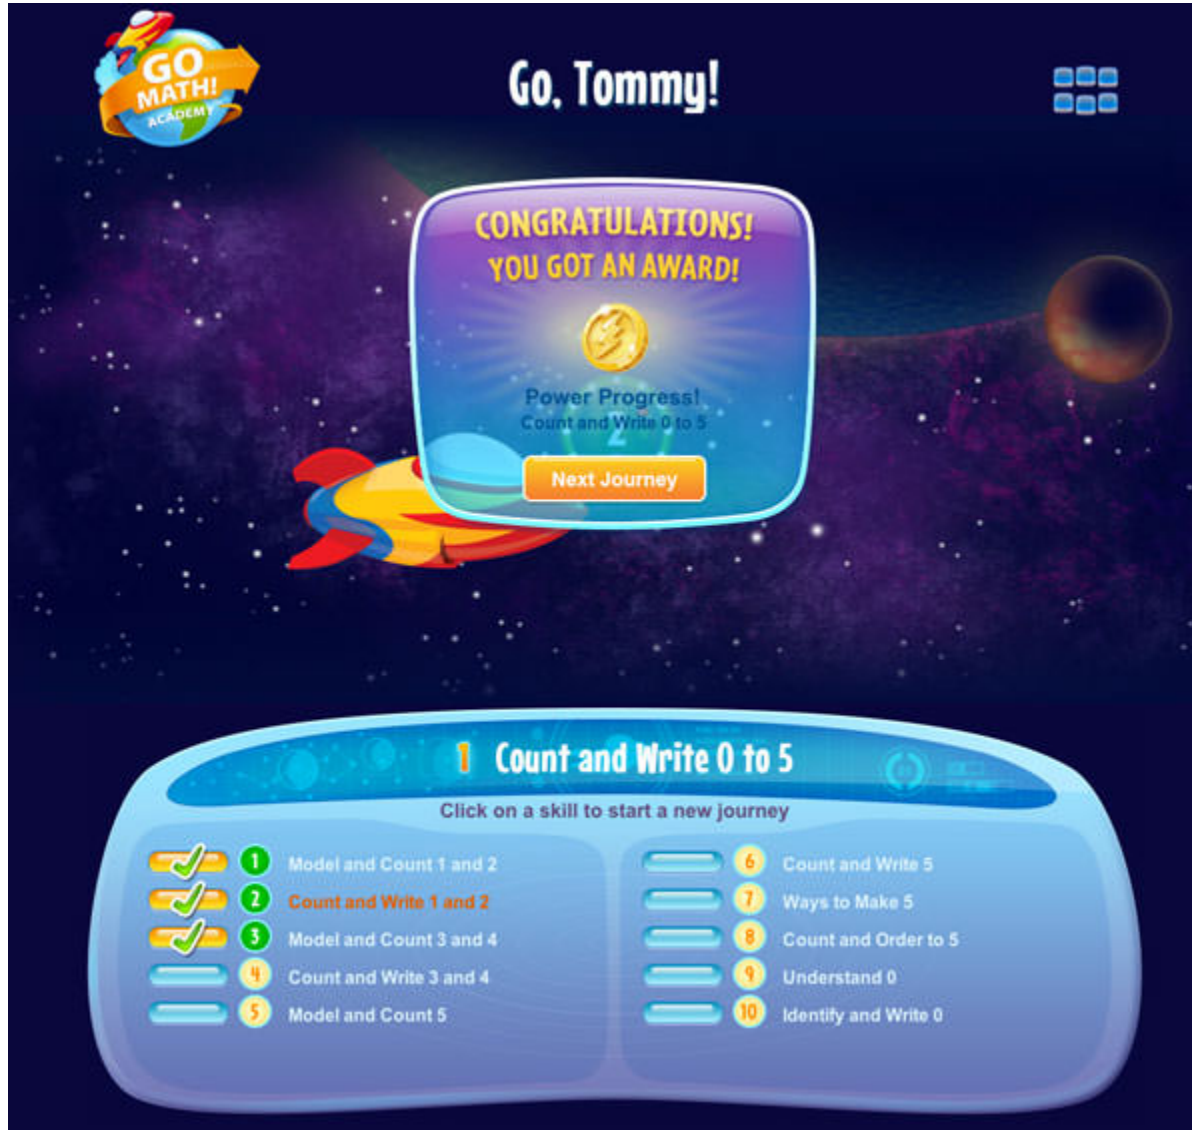 GO
MATH!
ACADEMY
Go, Tommy!
CONGRATULATIONS!
YOU GOT AN AWARD!
Power Progress!
Count and Write 0 to 5
2
Next Journey
1 Count and Write 0 to 5
Click on a skill to start a new journey
1 Model and Count 1 and 2
2 Count and Write 1 and 2
3 Model and Count 3 and 4
4 Count and Write 3 and 4
5 Model and Count 5
6 Count and Write 5
7 Ways to Make 5
8 Count and Order to 5
9 Understand 0
10 Identify and Write 0